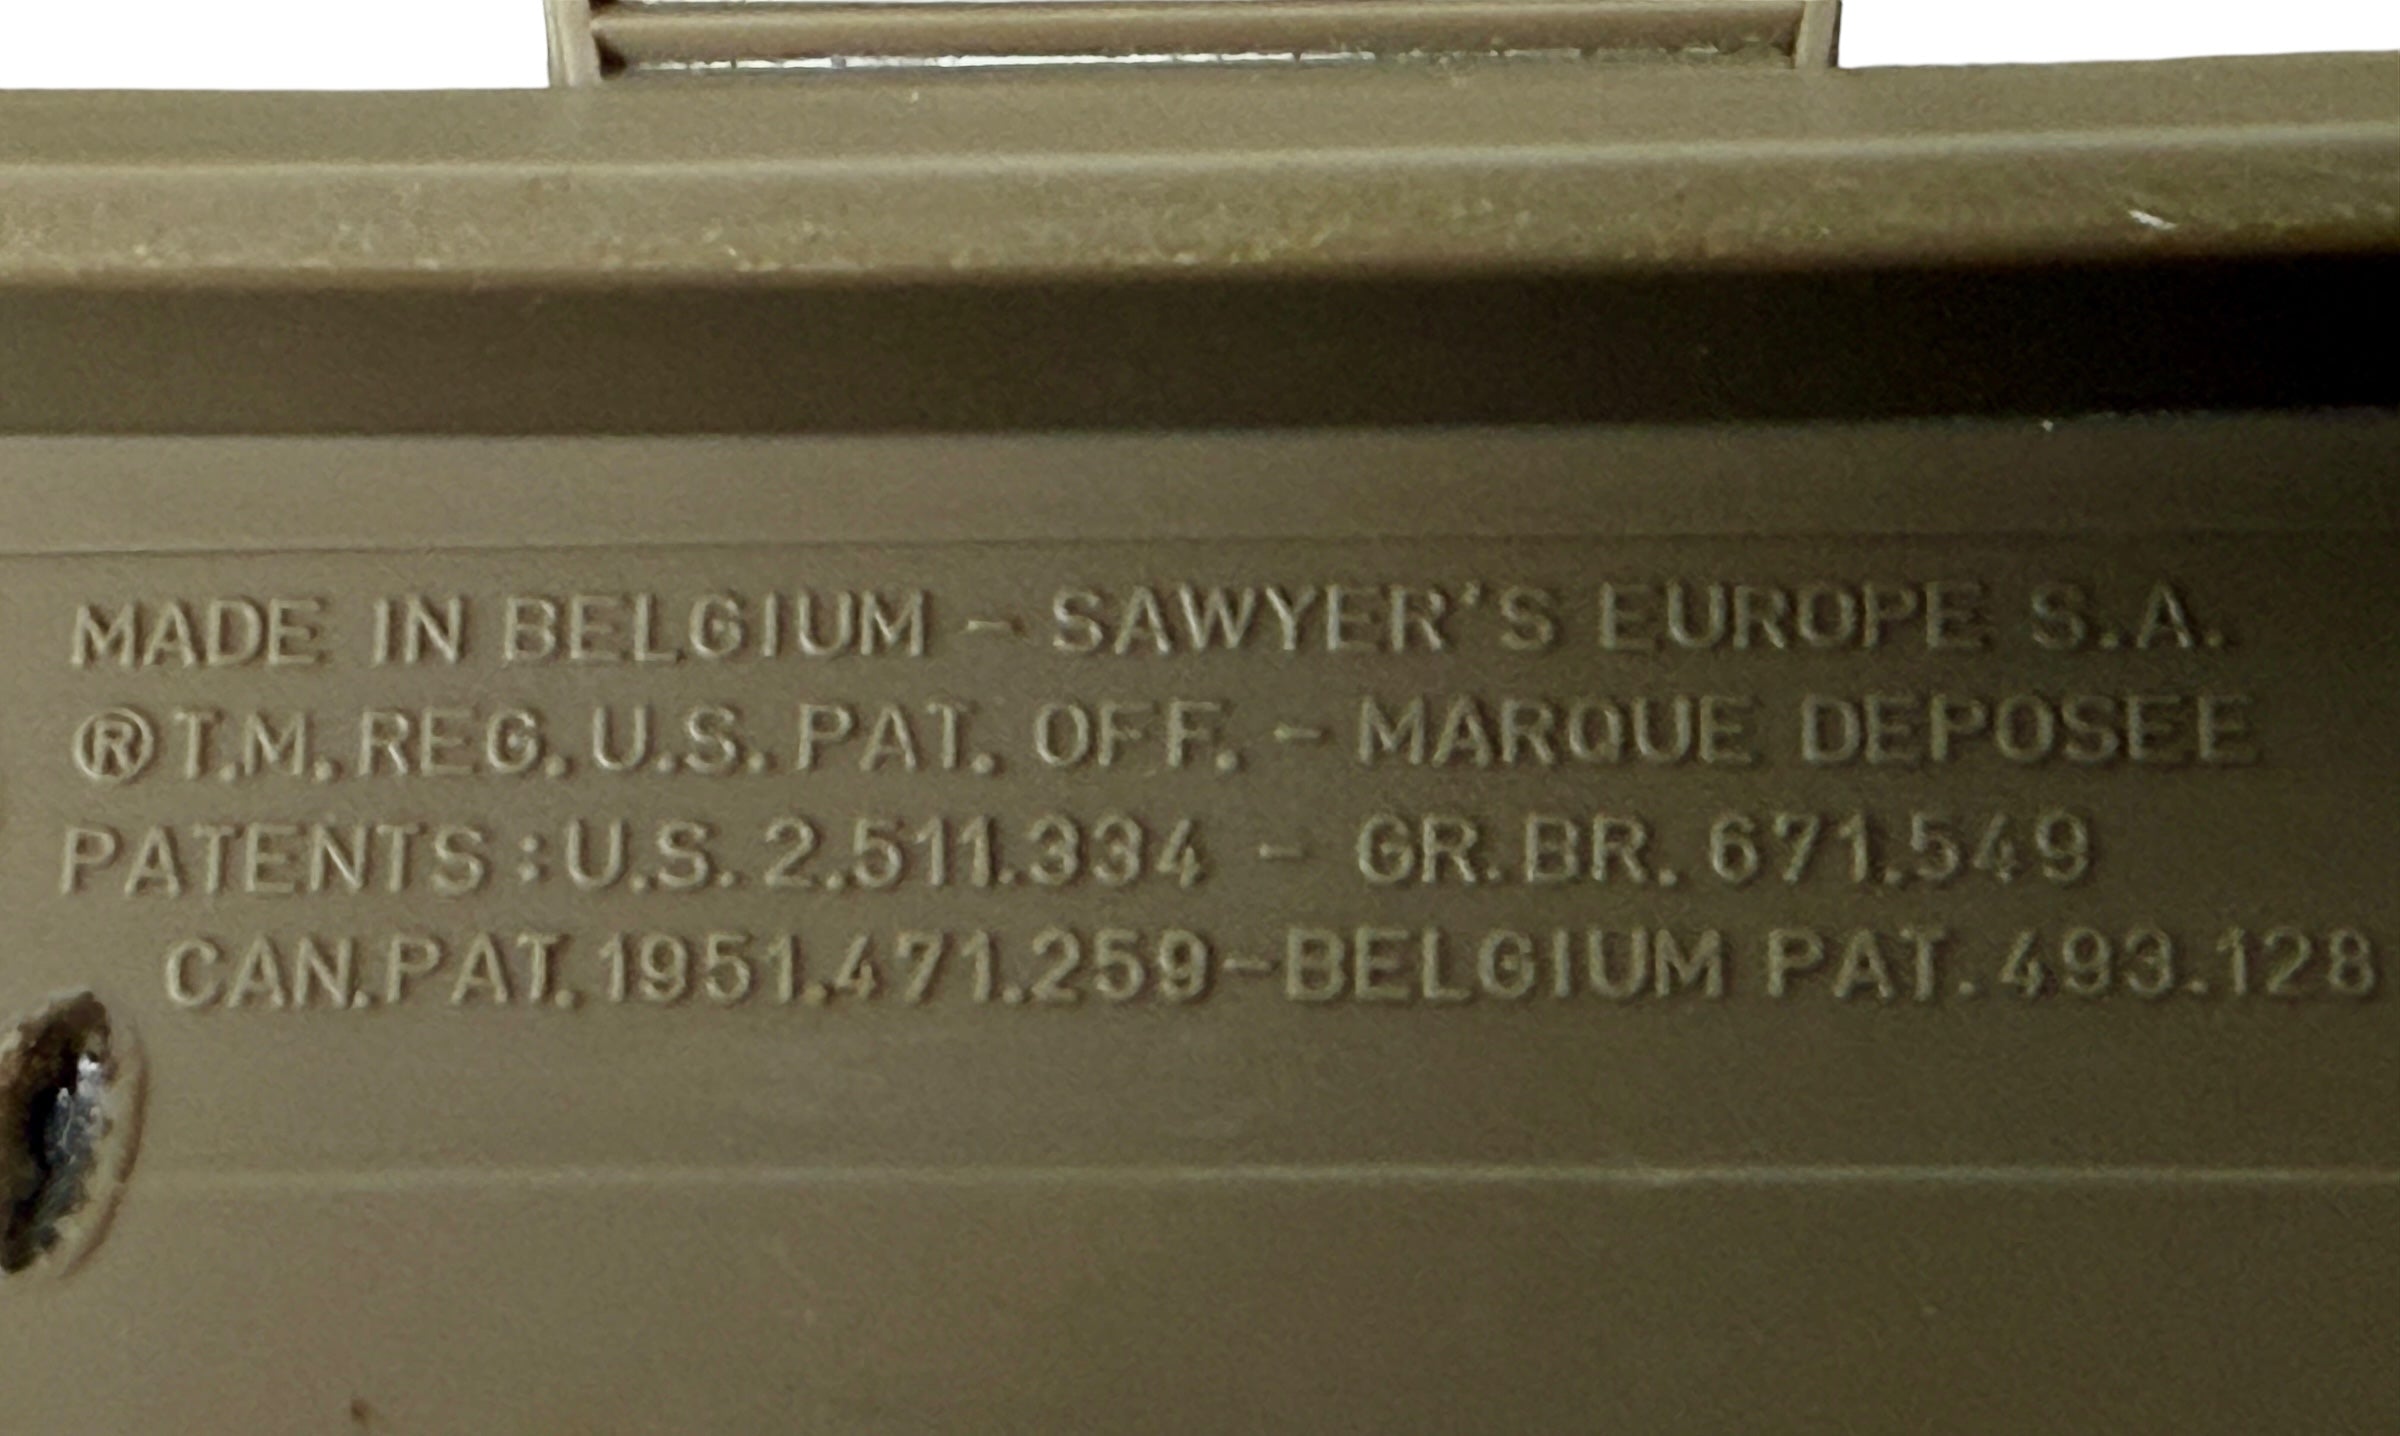 MADE IN BELGIUM - SAWYER'S EUROPE S.A.
® T.M. REG. U.S. PAT. OFF. - MARQUE DEPOSEE
PATENTS : U.S. 2.511.334 - GR. BR. 671.549
CAN. PAT. 1951.471.259-BELGIUM PAT. 493.128